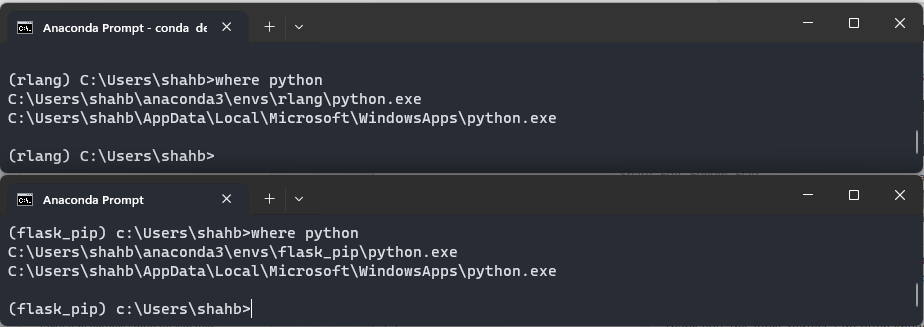 Anaconda Prompt - conda de
(rlang) C:\Users\shahb>where python
C:\Users\shahb\anaconda3\envs\rlang\python.exe
C:\Users\shahb\AppData\Local\Microsoft\WindowsApps\python.exe
(rlang) C:\Users\shahb>
Anaconda Prompt
(flask_pip) c:\Users\shahb>where python
C:\Users\shahb\anaconda3\envs\flask_pip\python.exe
C:\Users\shahb\AppData\Local\Microsoft\WindowsApps\python.exe
(flask_pip) c:\Users\shahb>